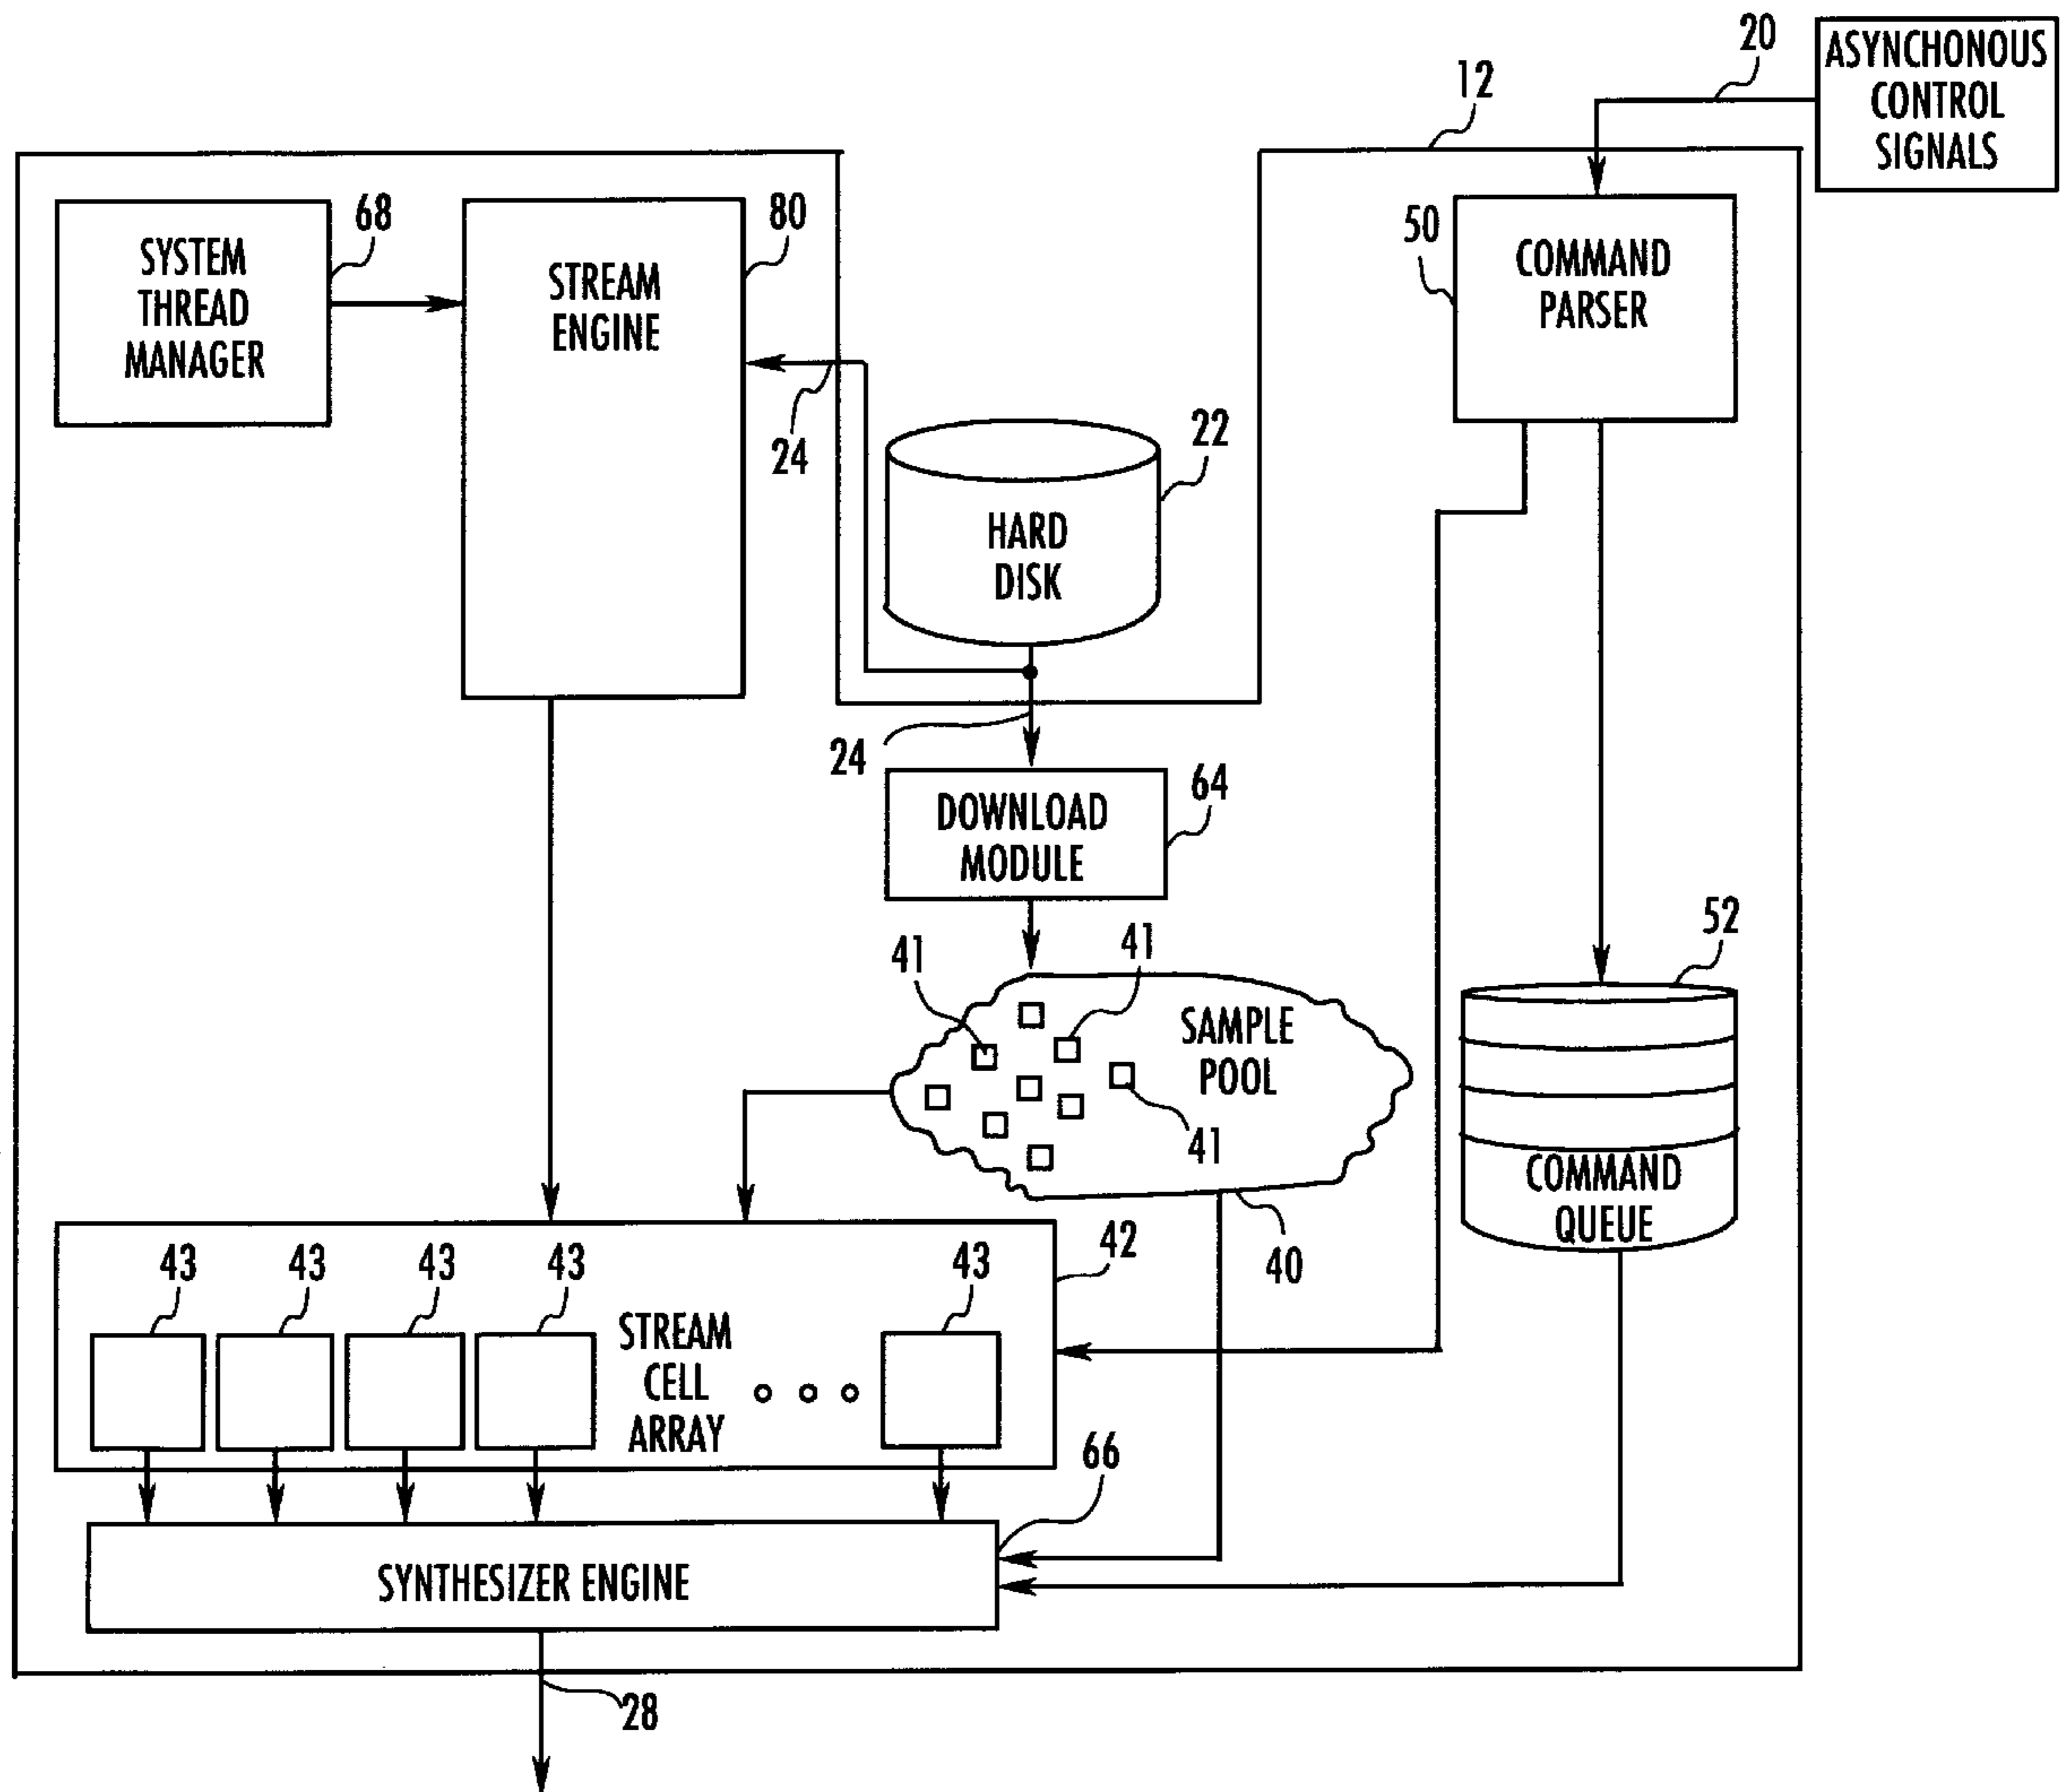 20
ASYNCHONOUS
CONTROL
SIGNALS
12
68
80
SYSTEM
THREAD
MANAGER
STREAM
ENGINE
50
COMMAND
PARSER
24
22
HARD
DISK
24
64
DOWNLOAD
MODULE
52
41
41
SAMPLE
POOL
41
COMMAND
QUEUE
40
42
43
43
43
43
43
STREAM
CELL
ARRAY
66
SYNTHESIZER ENGINE
28